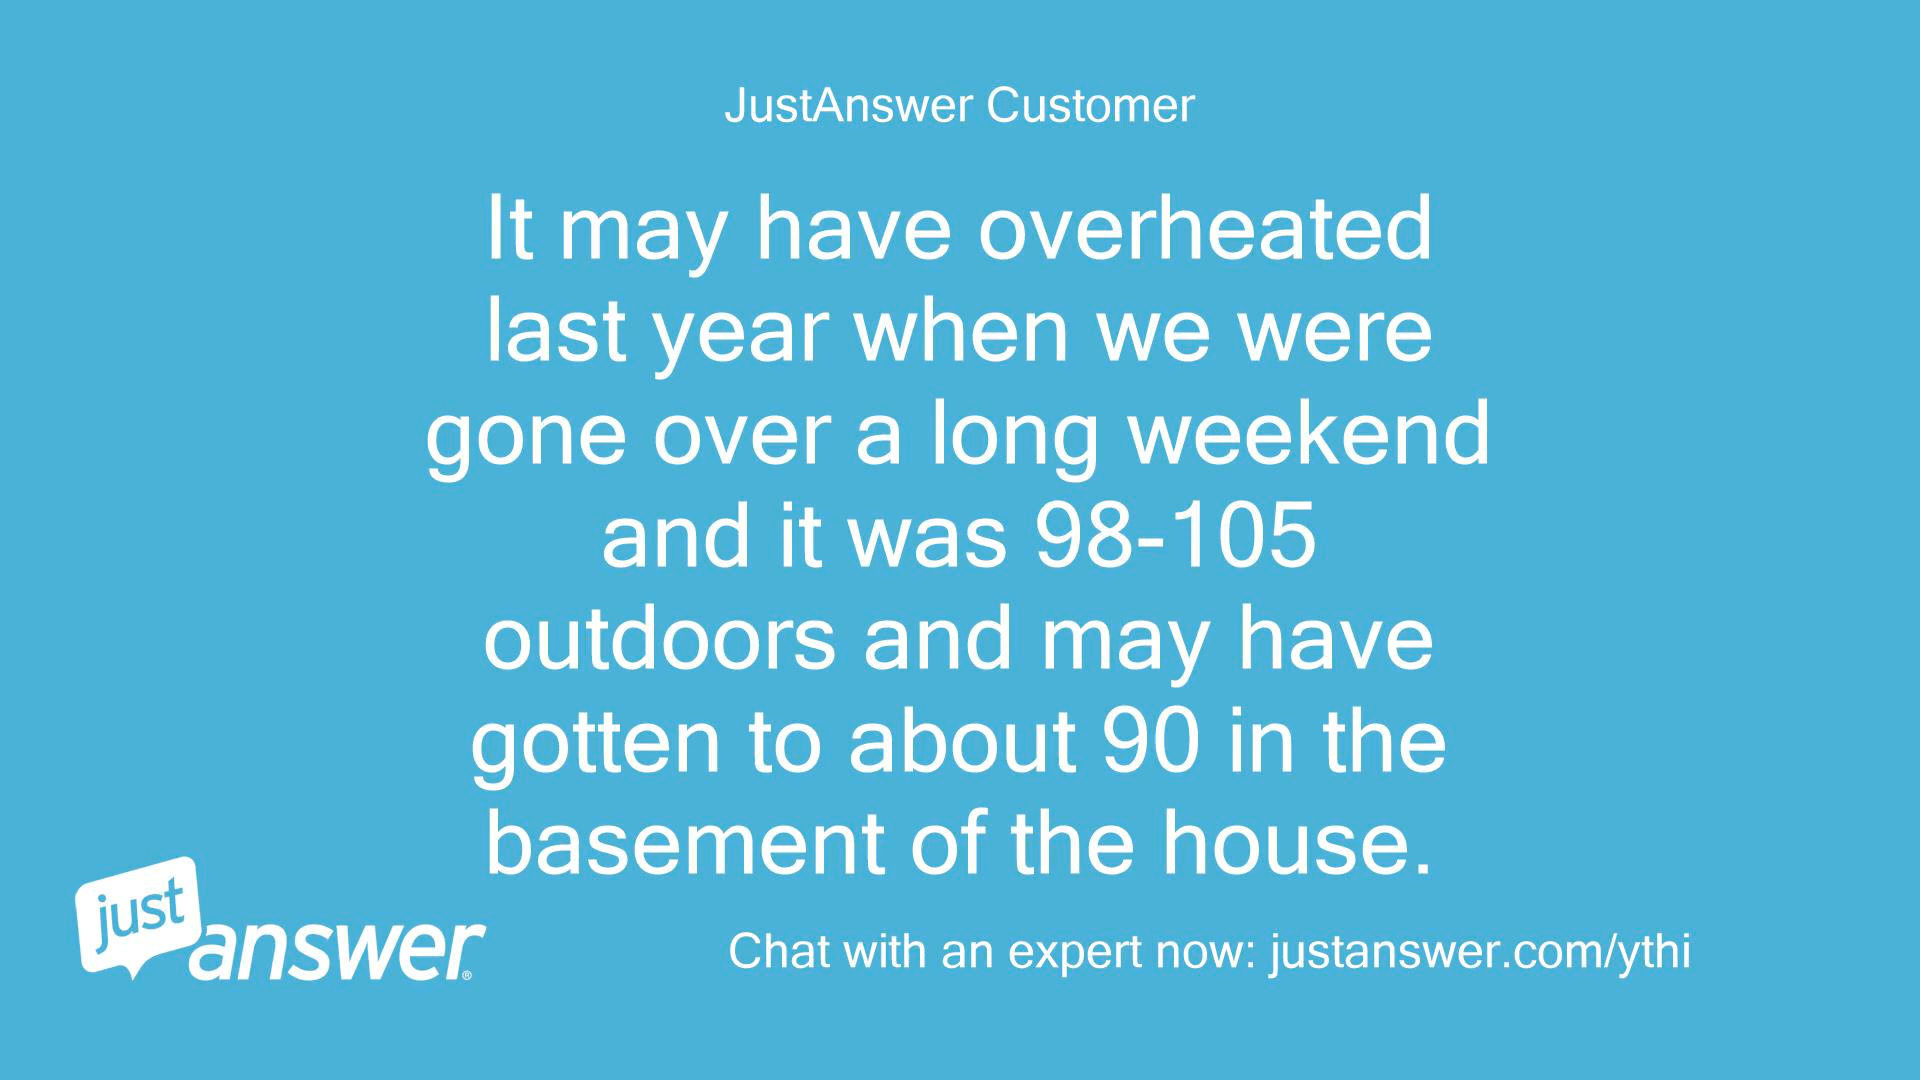 JustAnswer Customer
It may have overheated
last year when we were
gone over a long weekend
and it was 98-105
outdoors and may have
gotten to about 90 in the
basement of the house.
just
answer®
Chat with an expert now: justanswer.com/ythi